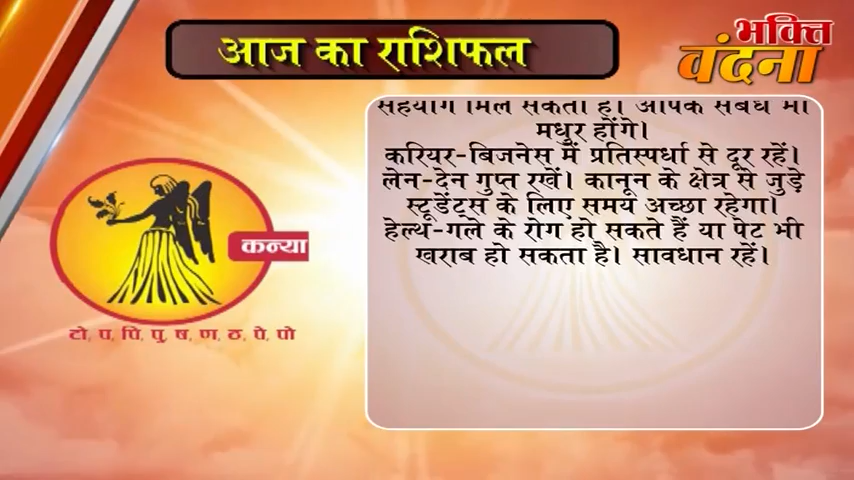 आज का राशिफल
भक्ति
वंदना
मधुर होंगे।
करियर-बिजनेस में प्रतिस्पर्धा से दूर रहें।
लेन-देन गुप्त रखें। कानून के क्षेत्र से जुड़े
स्टूडेंट्स के लिए समय अच्छा रहेगा।
हेल्थ-गले के रोग हो सकते हैं या पेट भी
खराब हो सकता है। सावधान रहें।
कन्या
टो, प, पि, पु, ष, ण, ठ, पे, पो